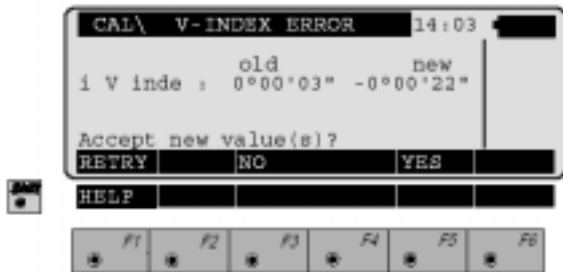 CAL\ V-INDEX ERROR 14:03
old new
i V inde : 0°00'03" -0°00'22"
Accept new value(s)?
RETRY NO YES
HELP
F1 F2 F3 F4 F5 F6